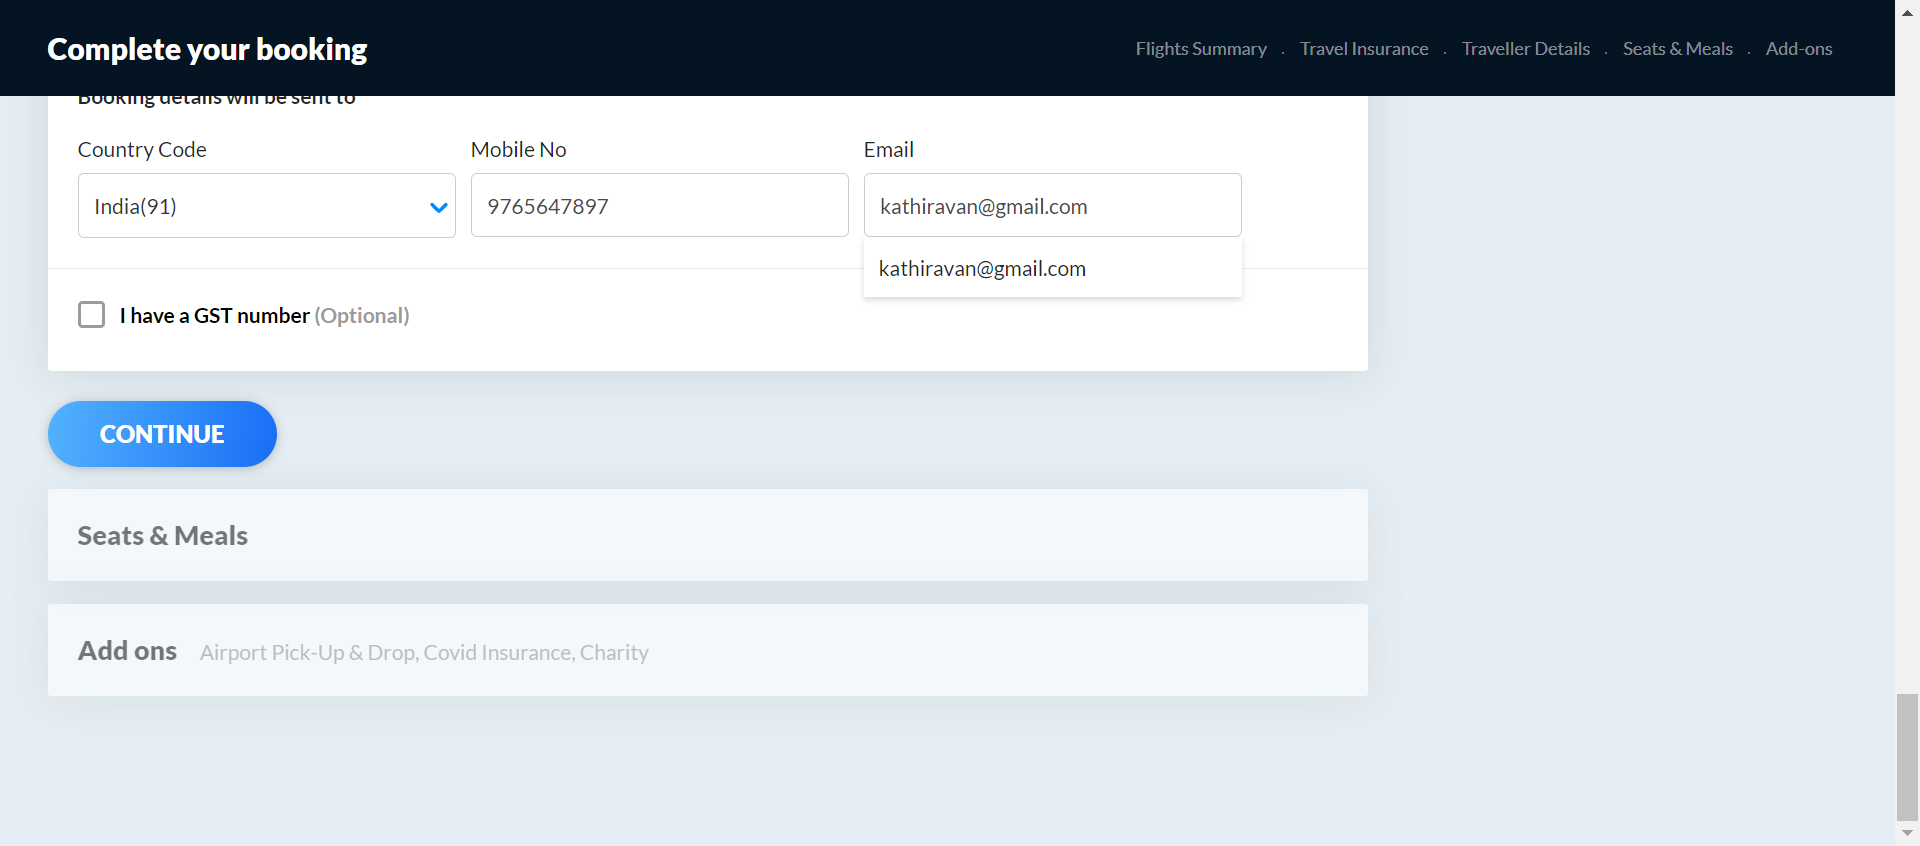 Complete your booking
Flights Summary . Travel Insurance . Traveller Details . Seats & Meals . Add-ons
Booking details will be sent to
Country Code
Mobile No
Email
India(91)
9765647897
kathiravan@gmail.com
kathiravan@gmail.com
I have a GST number (Optional)
CONTINUE
Seats & Meals
Add ons Airport Pick-Up & Drop, Covid Insurance, Charity